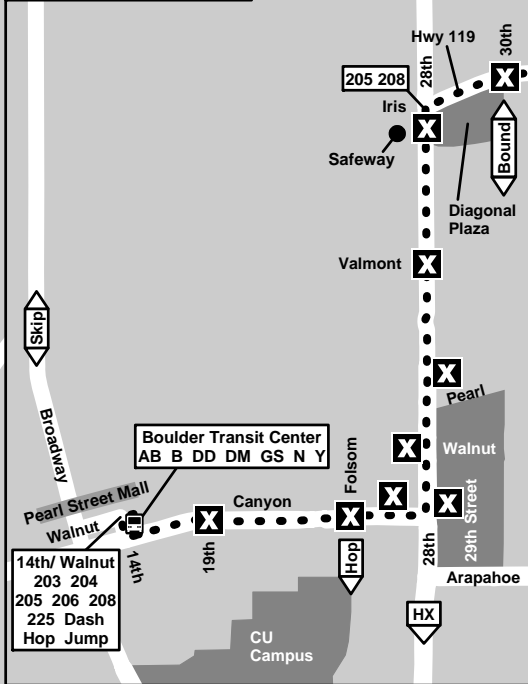 Hwy 119
28th
30th
205 208
Iris
Safeway
Bound
Diagonal
Plaza
Valmont
Skip
Pearl
Broadway
Boulder Transit Center
AB B DD DM GS N Y
Folsom
Walnut
Pearl Street Mall
Canyon
Walnut
29th Street
14th
19th
28th
14th/ Walnut
203 204
205 206 208
225 Dash
Hop Jump
Hop
Arapahoe
HX
CU
Campus
X
X
X
X
X
X
X
X
X